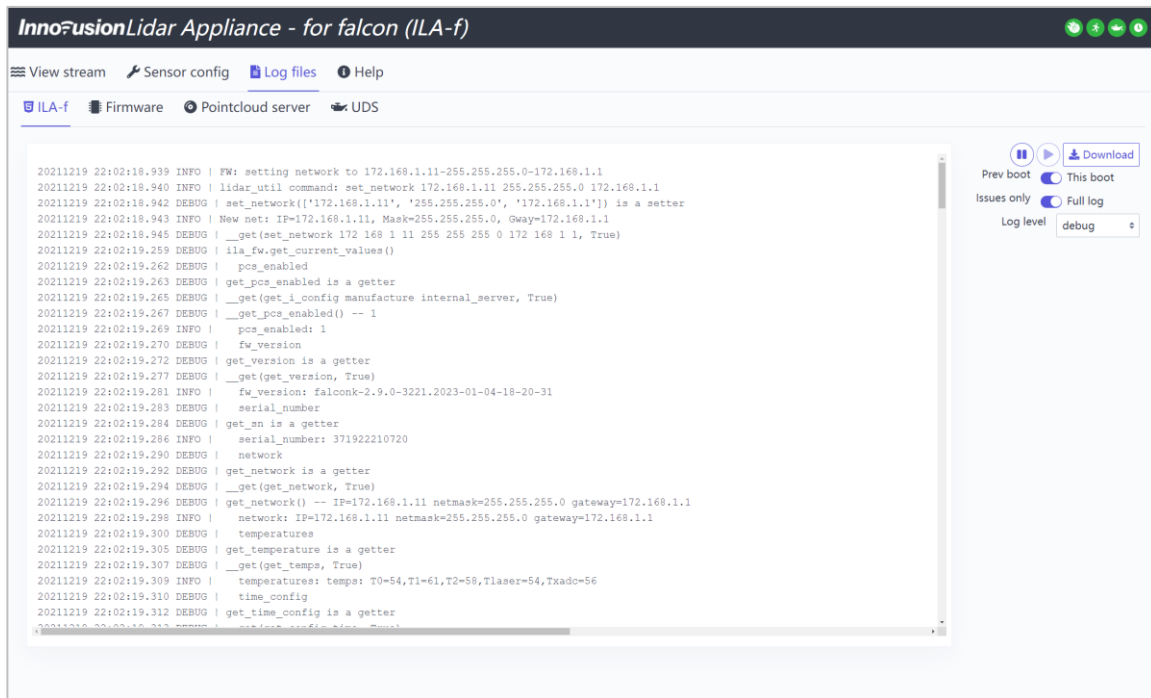 InnoFusion Lidar Appliance - for falcon (ILA-f)
View stream Sensor config Log files Help
ILA-f Firmware Pointcloud server UDS
Download
Prev boot This boot
Issues only Full log
Log level debug
20211219 22:02:18.939 INFO | FW: setting network to 172.168.1.11-255.255.255.0-172.168.1.1
20211219 22:02:18.940 INFO | lidar_util command: set_network 172.168.1.11 255.255.255.0 172.168.1.1
20211219 22:02:18.942 DEBUG | set_network(['172.168.1.11', '255.255.255.0', '172.168.1.1']) is a setter
20211219 22:02:18.943 INFO | New net: IP=172.168.1.11, Mask=255.255.255.0, Gway=172.168.1.1
20211219 22:02:18.945 DEBUG | __get(set_network 172 168 1 11 255 255 255 0 172 168 1 1, True)
20211219 22:02:19.259 DEBUG | ila_fw.get_current_values()
20211219 22:02:19.262 DEBUG | pcs_enabled
20211219 22:02:19.263 DEBUG | get_pcs_enabled is a getter
20211219 22:02:19.265 DEBUG | __get(get_i_config manufacture internal_server, True)
20211219 22:02:19.267 DEBUG | __get_pcs_enabled() -- 1
20211219 22:02:19.269 INFO | pcs_enabled: 1
20211219 22:02:19.270 DEBUG | fw_version
20211219 22:02:19.272 DEBUG | get_version is a getter
20211219 22:02:19.277 DEBUG | __get(get_version, True)
20211219 22:02:19.281 INFO | fw_version: falconk-2.9.0-3221.2023-01-04-18-20-31
20211219 22:02:19.283 DEBUG | serial_number
20211219 22:02:19.284 DEBUG | get_sn is a getter
20211219 22:02:19.286 INFO | serial_number: 371922210720
20211219 22:02:19.290 DEBUG | network
20211219 22:02:19.292 DEBUG | get_network is a getter
20211219 22:02:19.294 DEBUG | __get(get_network, True)
20211219 22:02:19.296 DEBUG | get_network() -- IP=172.168.1.11 netmask=255.255.255.0 gateway=172.168.1.1
20211219 22:02:19.298 INFO | network: IP=172.168.1.11 netmask=255.255.255.0 gateway=172.168.1.1
20211219 22:02:19.300 DEBUG | temperatures
20211219 22:02:19.305 DEBUG | get_temperature is a getter
20211219 22:02:19.307 DEBUG | __get(get_temps, True)
20211219 22:02:19.309 INFO | temperatures: temps: T0=54,T1=61,T2=58,Tlaser=54,Txadc=56
20211219 22:02:19.310 DEBUG | time_config
20211219 22:02:19.312 DEBUG | get_time_config is a getter